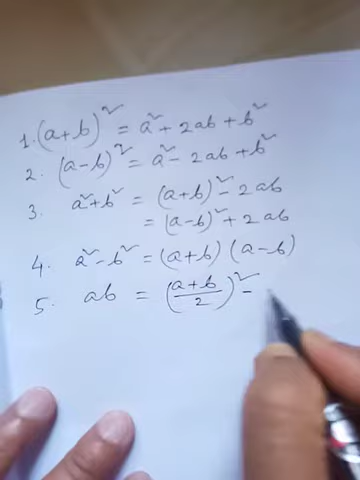 1. (a+b)² = a² + 2ab + b²
2. (a-b)² = a² - 2ab + b²
3. a²+b² = (a+b)² - 2ab
= (a-b)² + 2ab
4. a² - b² = (a+b) (a-b)
5. ab = ((a+b)/2)² -